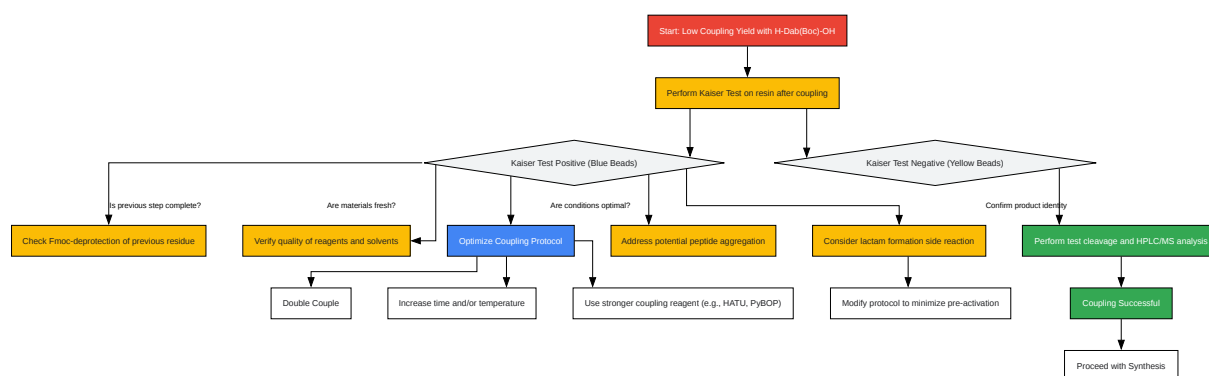 Start: Low Coupling Yield with H-Dab(Boc)-OH
Perform Kaiser Test on resin after coupling
Kaiser Test Positive (Blue Beads)
Kaiser Test Negative (Yellow Beads)
Is previous step complete?
Are materials fresh?
Are conditions optimal?
Confirm product identity
Check Fmoc-deprotection of previous residue
Verify quality of reagents and solvents
Optimize Coupling Protocol
Address potential peptide aggregation
Consider lactam formation side reaction
Perform test cleavage and HPLC/MS analysis
Double Couple
Increase time and/or temperature
Use stronger coupling reagent (e.g., HATU, PyBOP)
Modify protocol to minimize pre-activation
Coupling Successful
Proceed with Synthesis